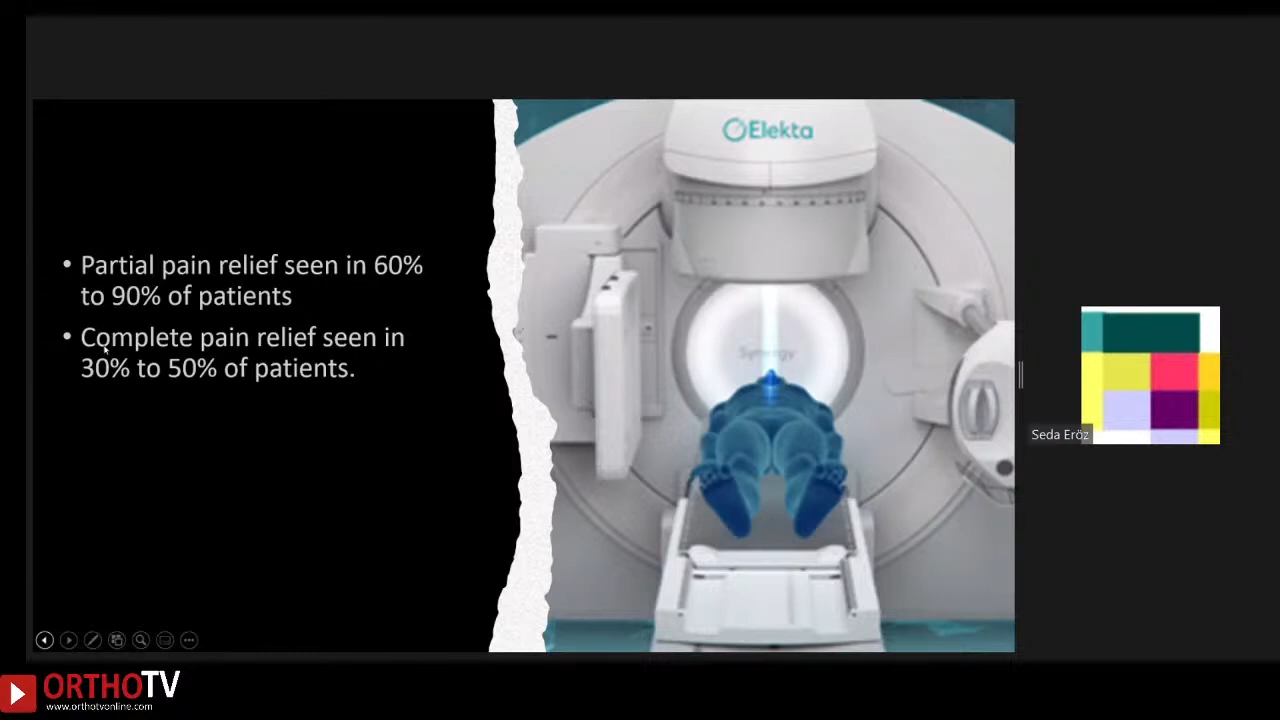 Elekta
• Partial pain relief seen in 60%
to 90% of patients
• Complete pain relief seen in
30% to 50% of patients.
Synergy
Seda Eröz
ORTHOTV
www.orthotvonline.com